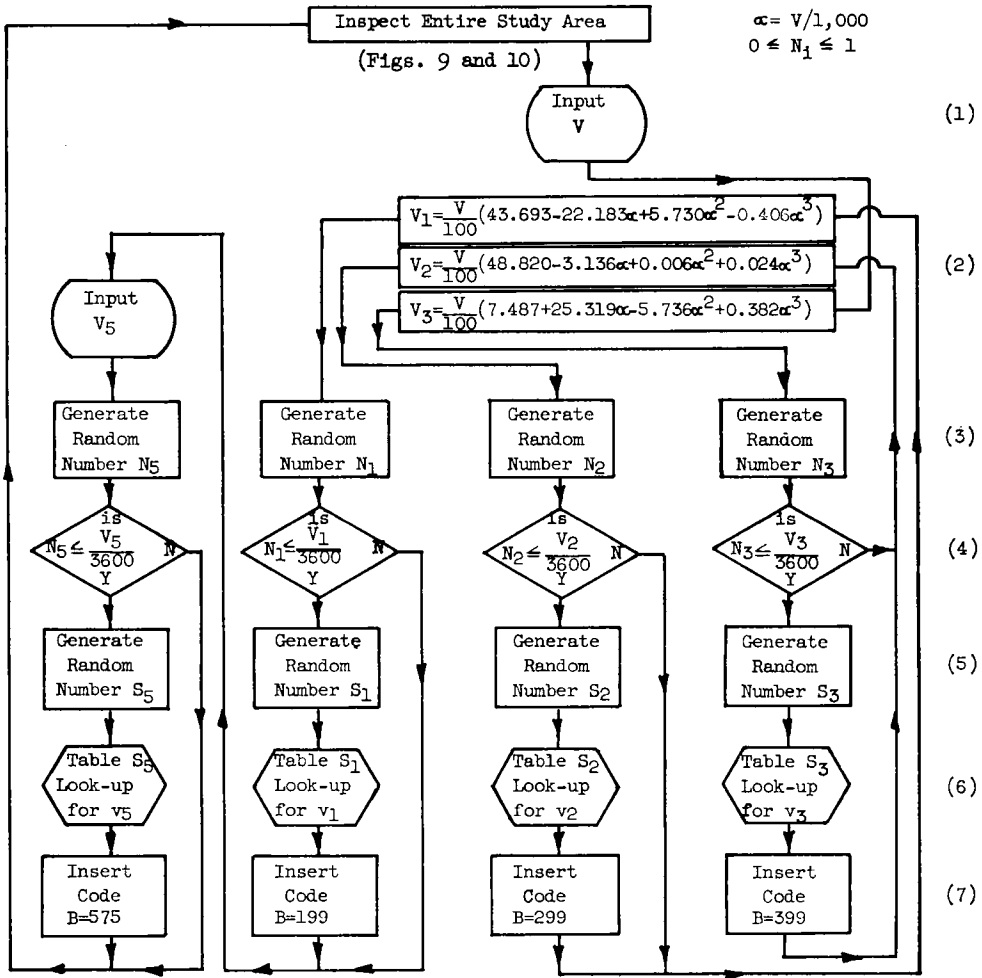 Inspect Entire Study Area
(Figs. 9 and 10)
α= V/1,000
0 ≤ N₁ ≤ 1
Input
V
(1)
V₁=V/100(43.693-22.183α+5.730α²-0.406α³)
V₂=V/100(48.820-3.136α+0.006α²+0.024α³)
V₃=V/100(7.487+25.319α-5.736α²+0.382α³)
(2)
Input
V₅
Generate
Random
Number N₅
Generate
Random
Number N₁
Generate
Random
Number N₂
Generate
Random
Number N₃
(3)
is
N₅≤ V₅/3600 N
Y
is
N₁≤ V₁/3600 N
Y
is
N₂≤ V₂/3600 N
Y
is
N₃≤ V₃/3600 N
Y
(4)
Generate
Random
Number S₅
Generate
Random
Number S₁
Generate
Random
Number S₂
Generate
Random
Number S₃
(5)
Table S₅
Look-up
for v₅
Table S₁
Look-up
for v₁
Table S₂
Look-up
for v₂
Table S₃
Look-up
for v₃
(6)
Insert
Code
B=575
Insert
Code
B=199
Insert
Code
B=299
Insert
Code
B=399
(7)